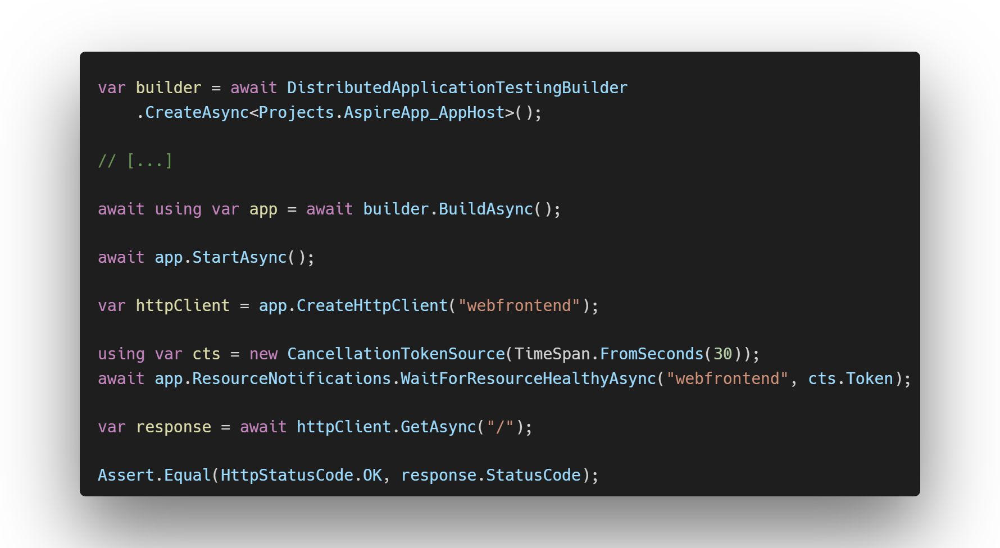 var builder = await DistributedApplicationTestingBuilder
    .CreateAsync<Projects.AspireApp_AppHost>();

// [...]

await using var app = await builder.BuildAsync();

await app.StartAsync();

var httpClient = app.CreateHttpClient("webfrontend");

using var cts = new CancellationTokenSource(TimeSpan.FromSeconds(30));
await app.ResourceNotifications.WaitForResourceHealthyAsync("webfrontend", cts.Token);

var response = await httpClient.GetAsync("/");

Assert.Equal(HttpStatusCode.OK, response.StatusCode);